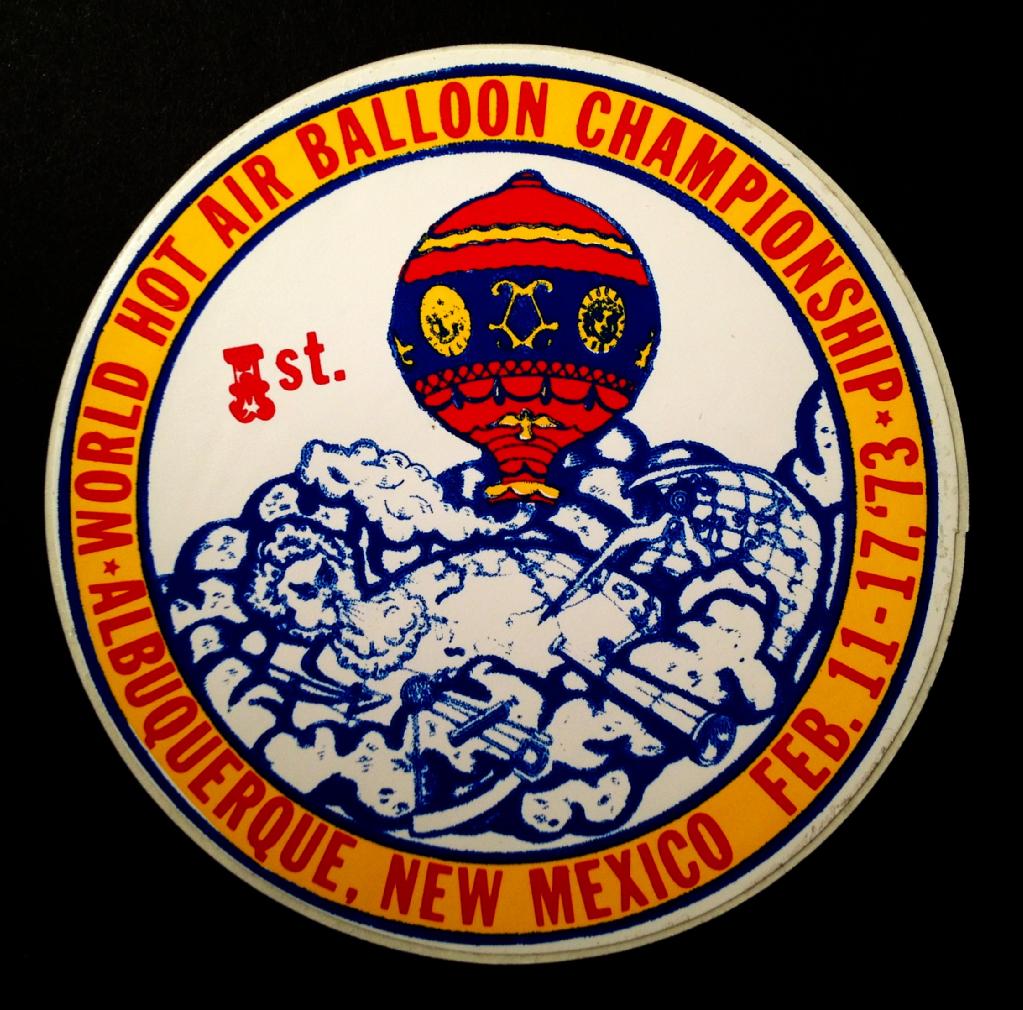 WORLD HOT AIR BALLOON CHAMPIONSHIP
1st.
ALBUQUERQUE, NEW MEXICO FEB. 11-17,'73